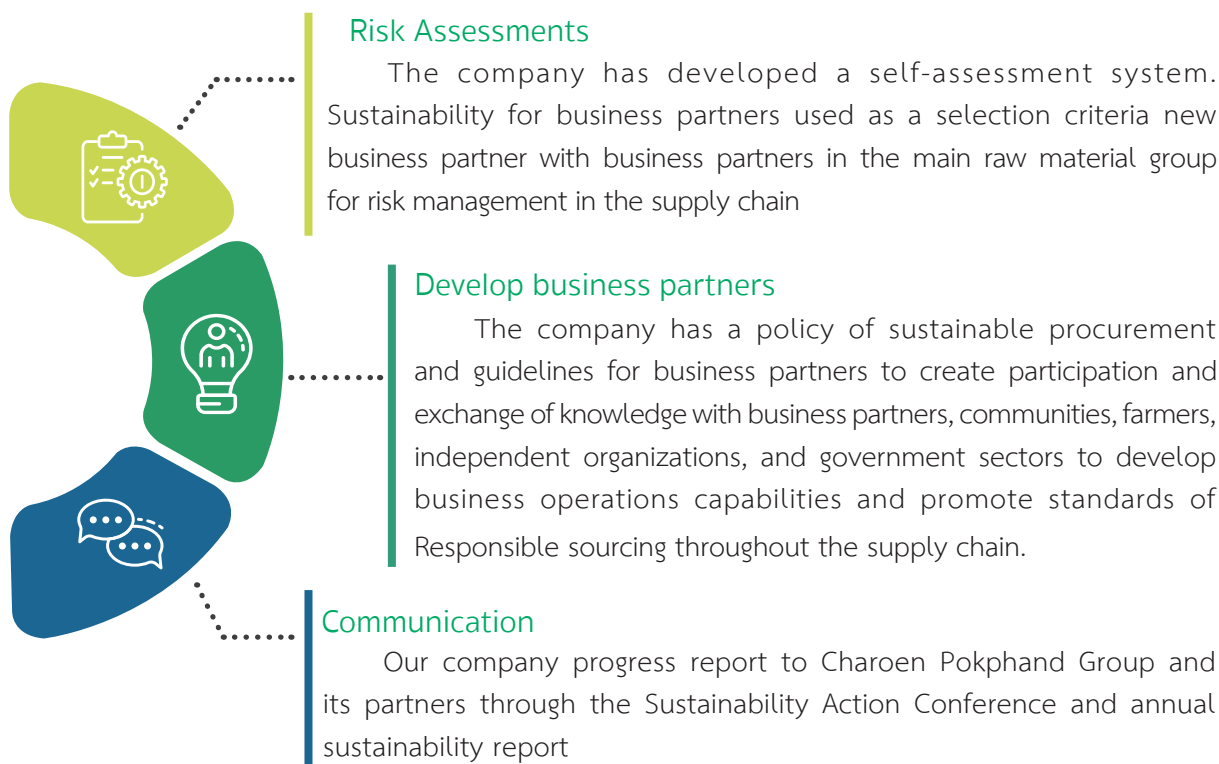 Risk Assessments
The company has developed a self-assessment system.
Sustainability for business partners used as a selection criteria new
business partner with business partners in the main raw material group
for risk management in the supply chain
Develop business partners
The company has a policy of sustainable procurement
and guidelines for business partners to create participation and
exchange of knowledge with business partners, communities, farmers,
independent organizations, and government sectors to develop
business operations capabilities and promote standards of
Responsible sourcing throughout the supply chain.
Communication
Our company progress report to Charoen Pokphand Group and
its partners through the Sustainability Action Conference and annual
sustainability report